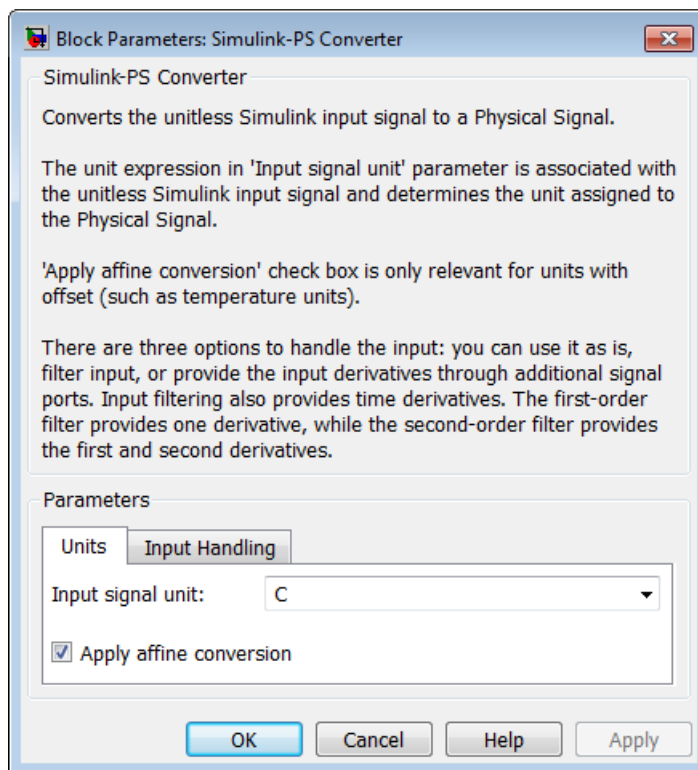 Block Parameters: Simulink-PS Converter
Simulink-PS Converter
Converts the unitless Simulink input signal to a Physical Signal.
The unit expression in 'Input signal unit' parameter is associated with
the unitless Simulink input signal and determines the unit assigned to
the Physical Signal.
'Apply affine conversion' check box is only relevant for units with
offset (such as temperature units).
There are three options to handle the input: you can use it as is,
filter input, or provide the input derivatives through additional signal
ports. Input filtering also provides time derivatives. The first-order
filter provides one derivative, while the second-order filter provides
the first and second derivatives.
Parameters
Units Input Handling
Input signal unit: C
Apply affine conversion
OK Cancel Help Apply